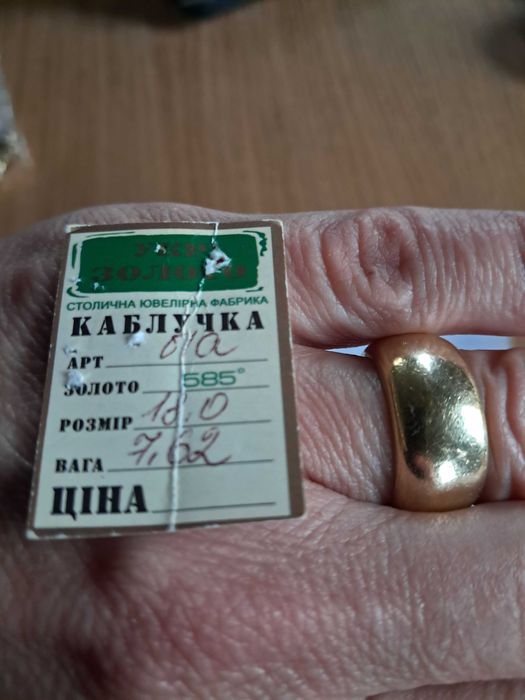 УКР
ЗОЛОТО
СТОЛИЧНА ЮВЕЛІРНА ФАБРИКА
КАБЛУЧКА
АРТ
ЗОЛОТО 585°
РОЗМІР 18.0
ВАГА 7,62
ЦІНА